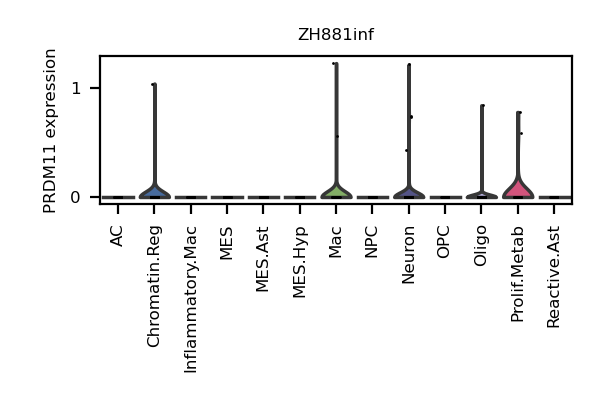 ZH881inf
PRDM11 expression
1
0
AC
Chromatin.Reg
Inflammatory.Mac
MES
MES.Ast
MES.Hyp
Mac
NPC
Neuron
OPC
Oligo
Prolif.Metab
Reactive.Ast